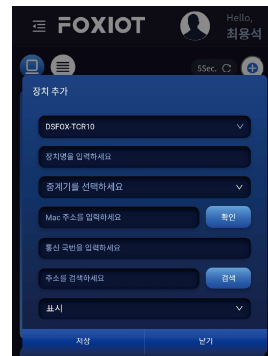 FOXIOT
Hello,
최용석
5Sec.
장치 추가
DSFOX-TCR10
장치명을 입력하세요
중계기를 선택하세요
Mac 주소를 입력하세요
확인
통신 국번을 입력하세요
주소를 검색하세요
검색
표시
저장
닫기